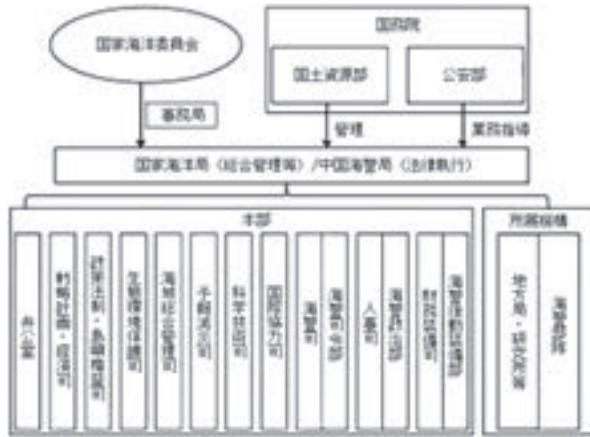 国家海洋委員会
国務院
国土資源部
公安部
事務局
管理
業務指導
国家海洋局（総合管理等）/中国海警局（法律執行）
本部
所属機構
弁公室
戦略計画・経済司
政策法制・島嶼権益司
生態環境保護司
海域総合管理司
予報減災司
科学技術司
国際協力司
海警司
海警司令部
人事司
海警政治部
財務装備司
海警後勤装備部
地方局・研究所等
海警総隊